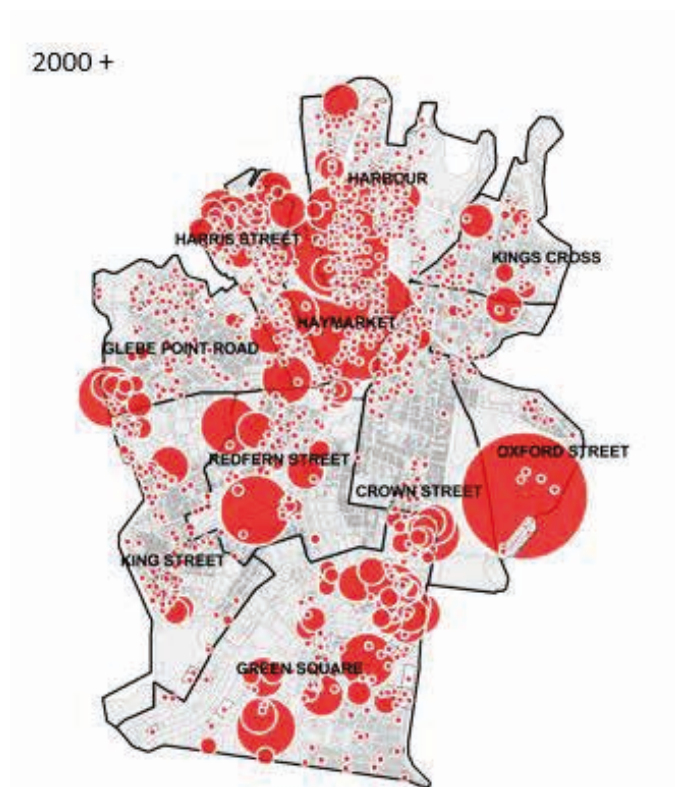 2000 +
HARBOUR
HARRIS STREET
KINGS CROSS
HAYMARKET
GLEBE POINT ROAD
OXFORD STREET
REDFERN STREET
CROWN STREET
KING STREET
GREEN SQUARE